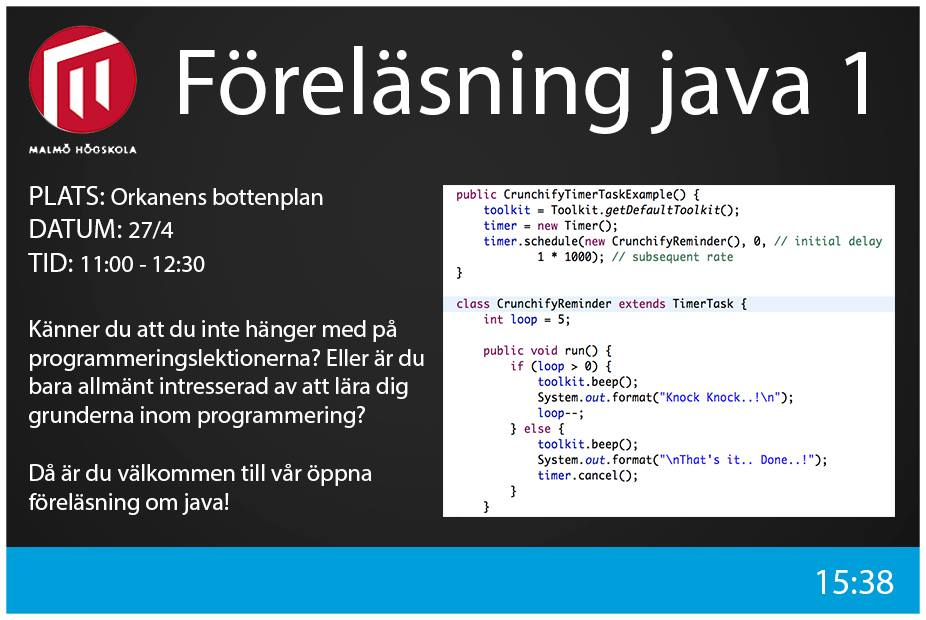 Föreläsning java 1
MALMÖ HÖGSKOLA
PLATS: Orkanens bottenplan
DATUM: 27/4
TID: 11:00 - 12:30
Känner du att du inte hänger med på
programmeringslektionerna? Eller är du
bara allmänt intresserad av att lära dig
grunderna inom programmering?
Då är du välkommen till vår öppna
föreläsning om java!
public CrunchifyTimerTaskExample() {
    toolkit = Toolkit.getDefaultToolkit();
    timer = new Timer();
    timer.schedule(new CrunchifyReminder(), 0, // initial delay
            1 * 1000); // subsequent rate
}
class CrunchifyReminder extends TimerTask {
    int loop = 5;
    public void run() {
        if (loop > 0) {
            toolkit.beep();
            System.out.format("Knock Knock..!\n");
            loop--;
        } else {
            toolkit.beep();
            System.out.format("\nThat's it.. Done..!");
            timer.cancel();
        }
    }
15:38